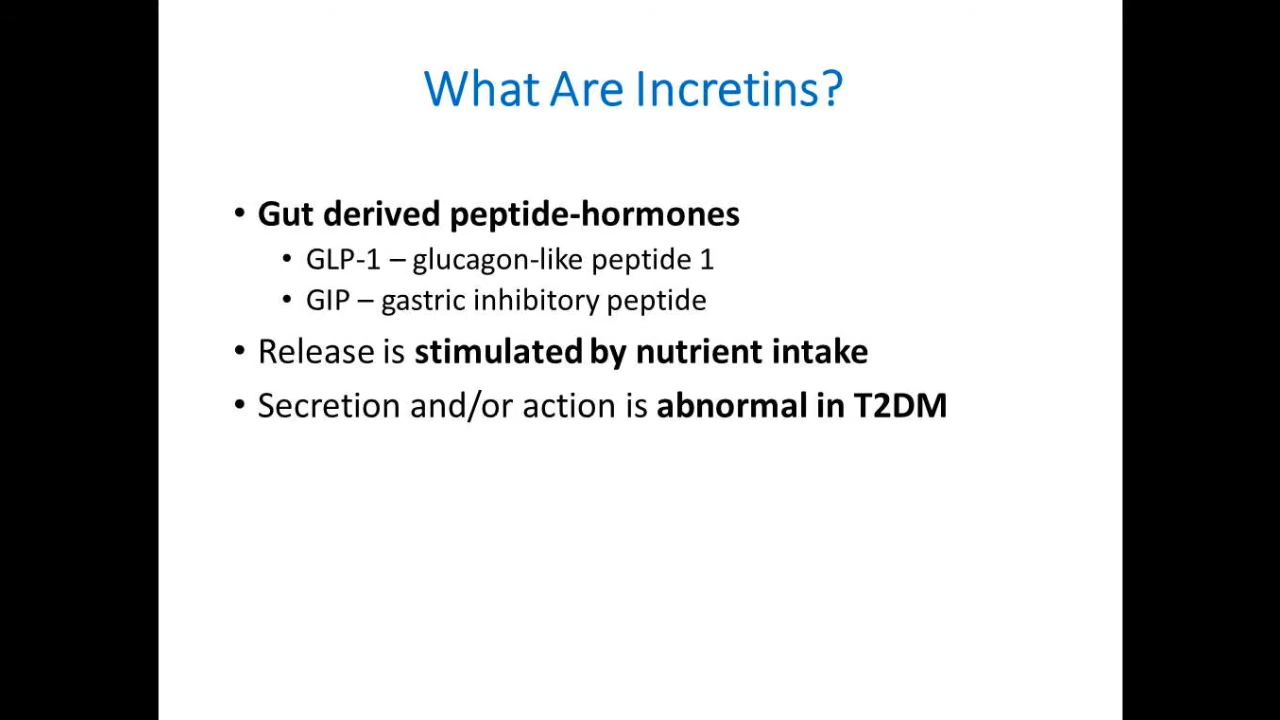 What Are Incretins?
• Gut derived peptide-hormones
• GLP-1 – glucagon-like peptide 1
• GIP – gastric inhibitory peptide
• Release is stimulated by nutrient intake
• Secretion and/or action is abnormal in T2DM